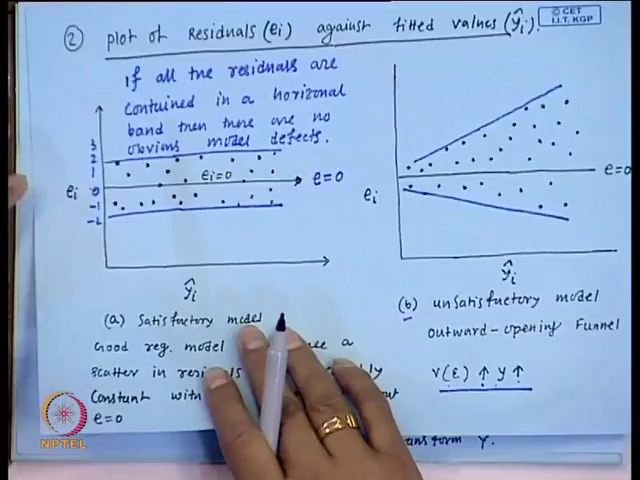 ② plot of Residuals (ei) against fitted values (ŷi).
© CET
I.I.T. KGP
If all the residuals are
contained in a horizonal
band then there are no
obvious model defects.
3
2
1
0
-1
-2
ei
ei=0
e=0
ŷi
(a) Satisfactory model
Good reg. model
a
scatter in
Constant with
e=0
ei
e=0
ŷi
(b) unsatisfactory model
outward-opening Funnel
V(ε) ↑ y ↑
Y.
NPTEL